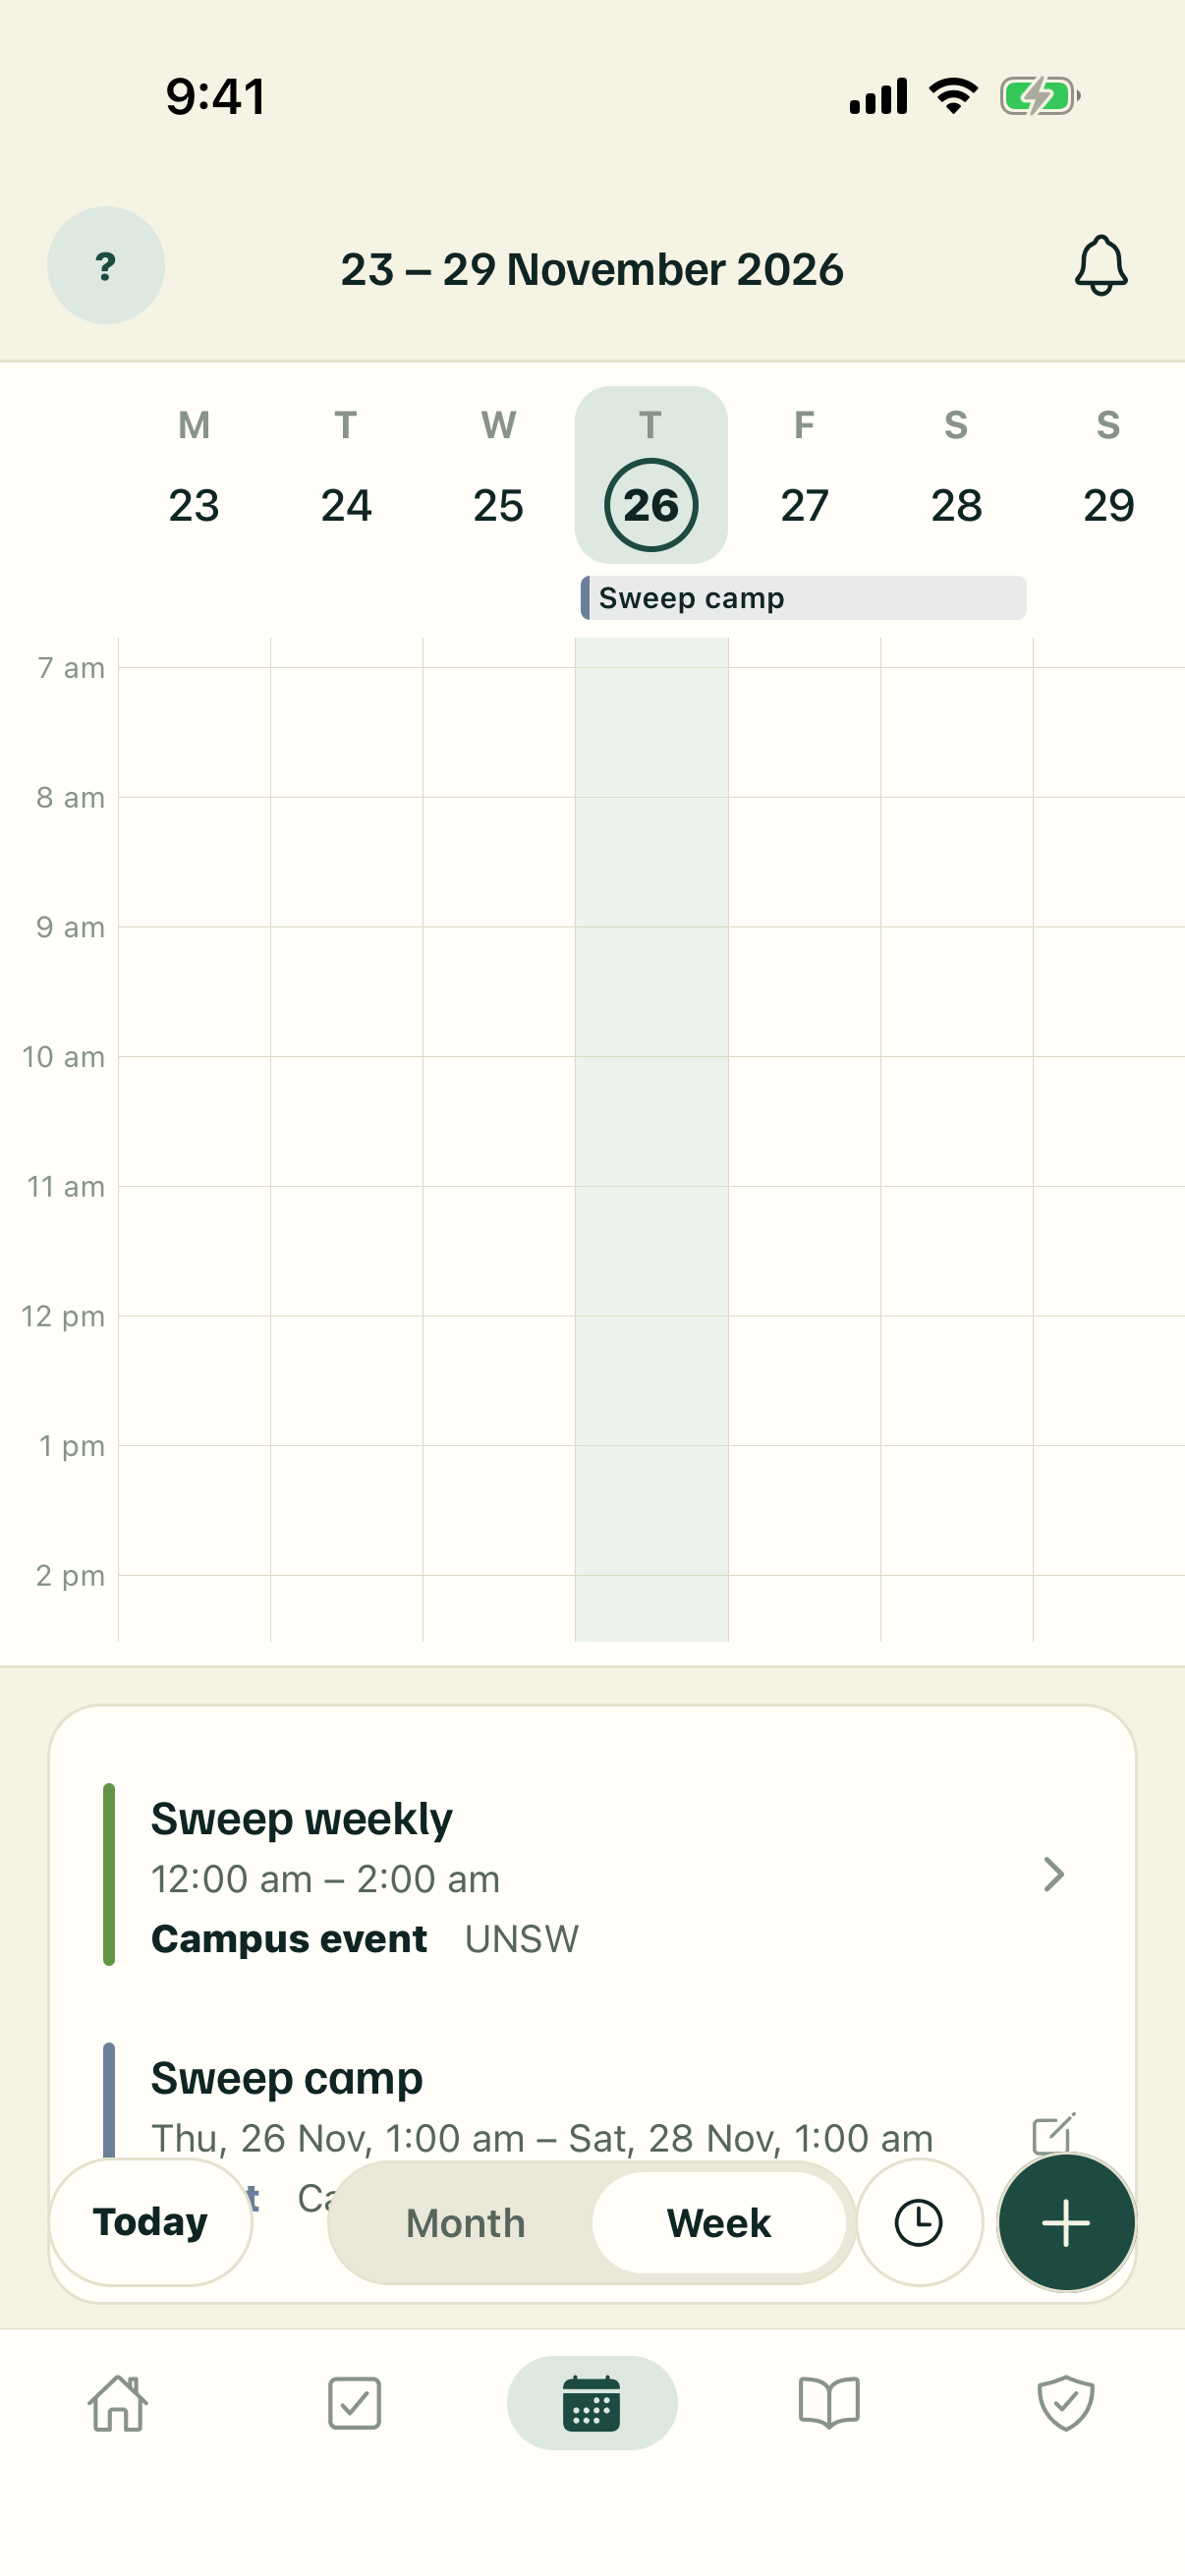 9:41
?
23 – 29 November 2026
M T W T F S S
23 24 25 26 27 28 29
Sweep camp
7 am
8 am
9 am
10 am
11 am
12 pm
1 pm
2 pm
Sweep weekly
12:00 am – 2:00 am
Campus event UNSW
Sweep camp
Thu, 26 Nov, 1:00 am – Sat, 28 Nov, 1:00 am
Today Month Week